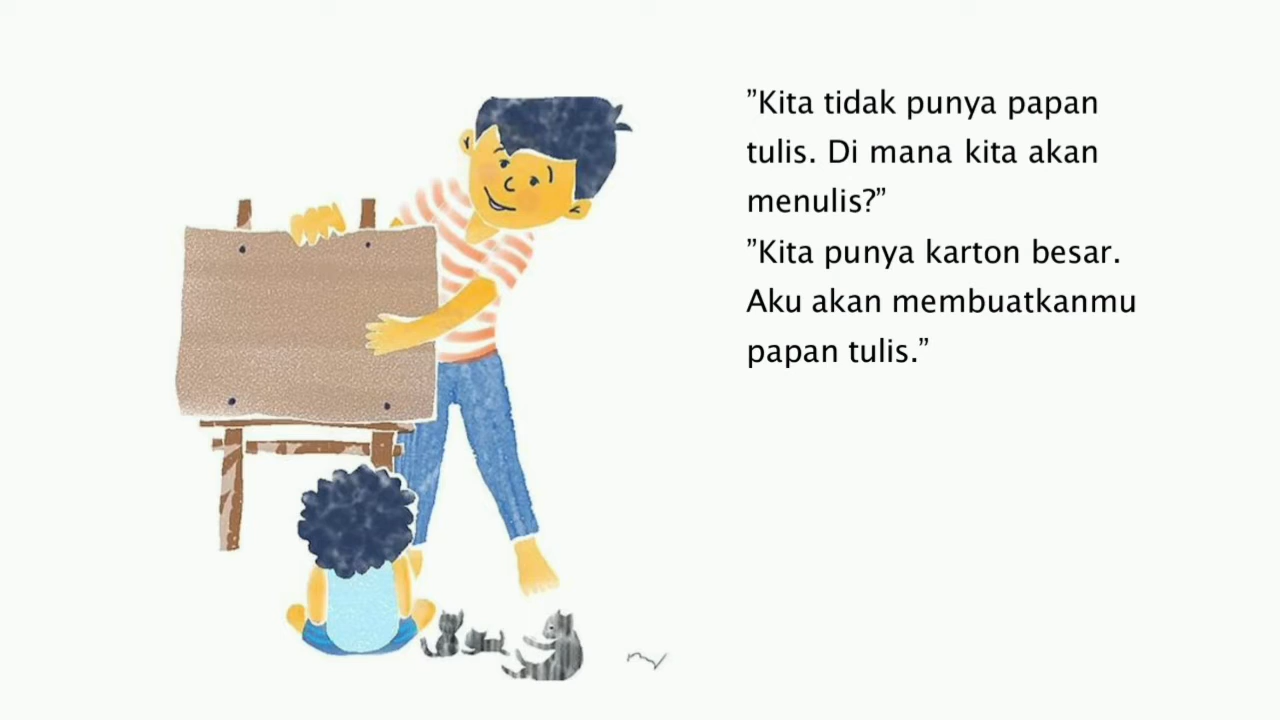 ”Kita tidak punya papan
tulis. Di mana kita akan
menulis?”
”Kita punya karton besar.
Aku akan membuatkanmu
papan tulis.”